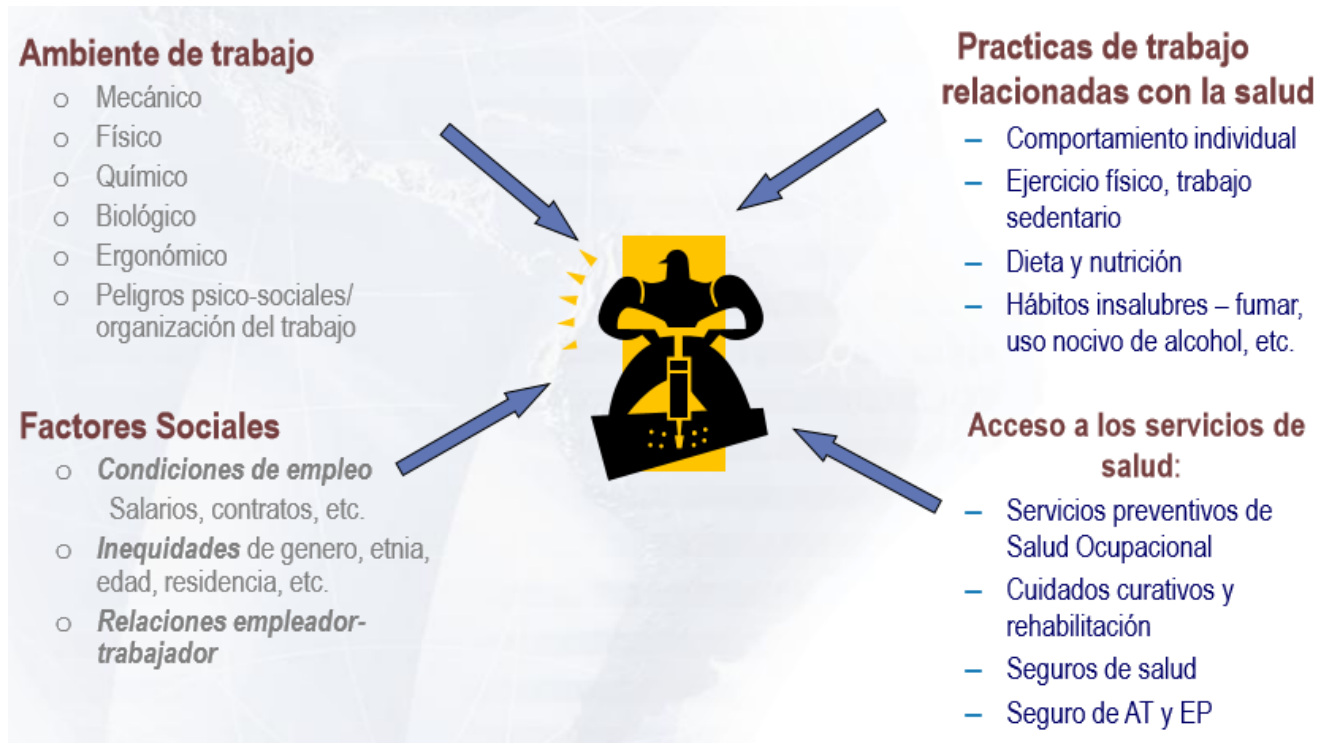 Ambiente de trabajo
o Mecánico
o Físico
o Químico
o Biológico
o Ergonómico
o Peligros psico-sociales/
organización del trabajo
Factores Sociales
o Condiciones de empleo
Salarios, contratos, etc.
o Inequidades de genero, etnia,
edad, residencia, etc.
o Relaciones empleador-
trabajador
Practicas de trabajo
relacionadas con la salud
– Comportamiento individual
– Ejercicio físico, trabajo
sedentario
– Dieta y nutrición
– Hábitos insalubres – fumar,
uso nocivo de alcohol, etc.
Acceso a los servicios de
salud:
– Servicios preventivos de
Salud Ocupacional
– Cuidados curativos y
rehabilitación
– Seguros de salud
– Seguro de AT y EP